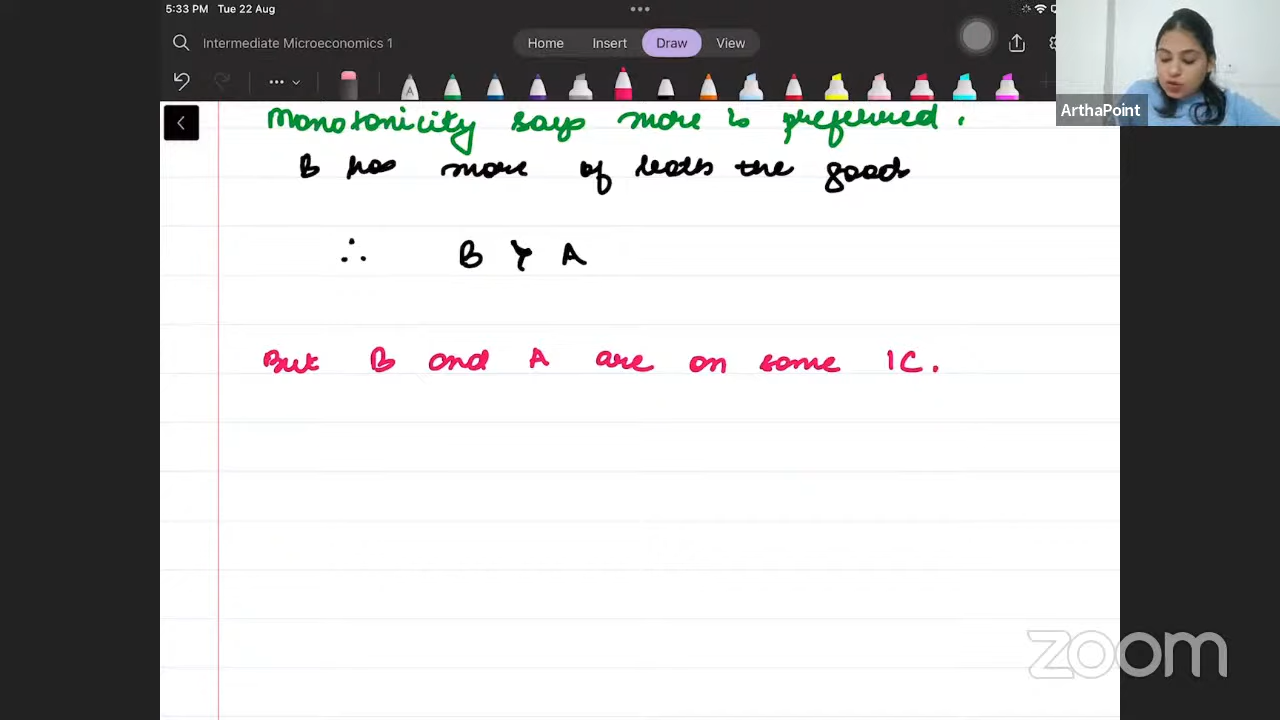 5:33 PM Tue 22 Aug
Intermediate Microeconomics 1
Home Insert Draw View
ArthaPoint
Monotonicity says more is preferred.
B has more of both the goods
∴ B ≻ A
But B and A are on same IC.
zoom